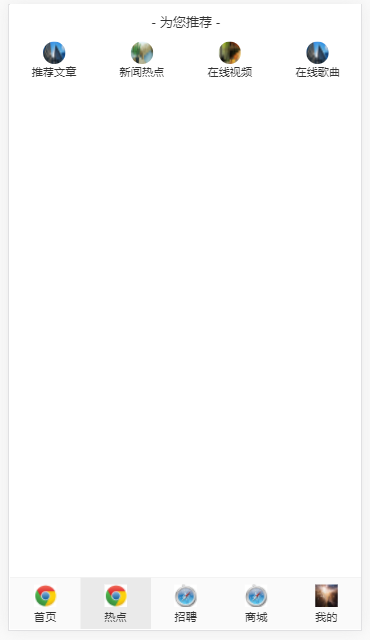 - 为您推荐 -
推荐文章 新闻热点 在线视频 在线歌曲
首页 热点 招聘 商城 我的